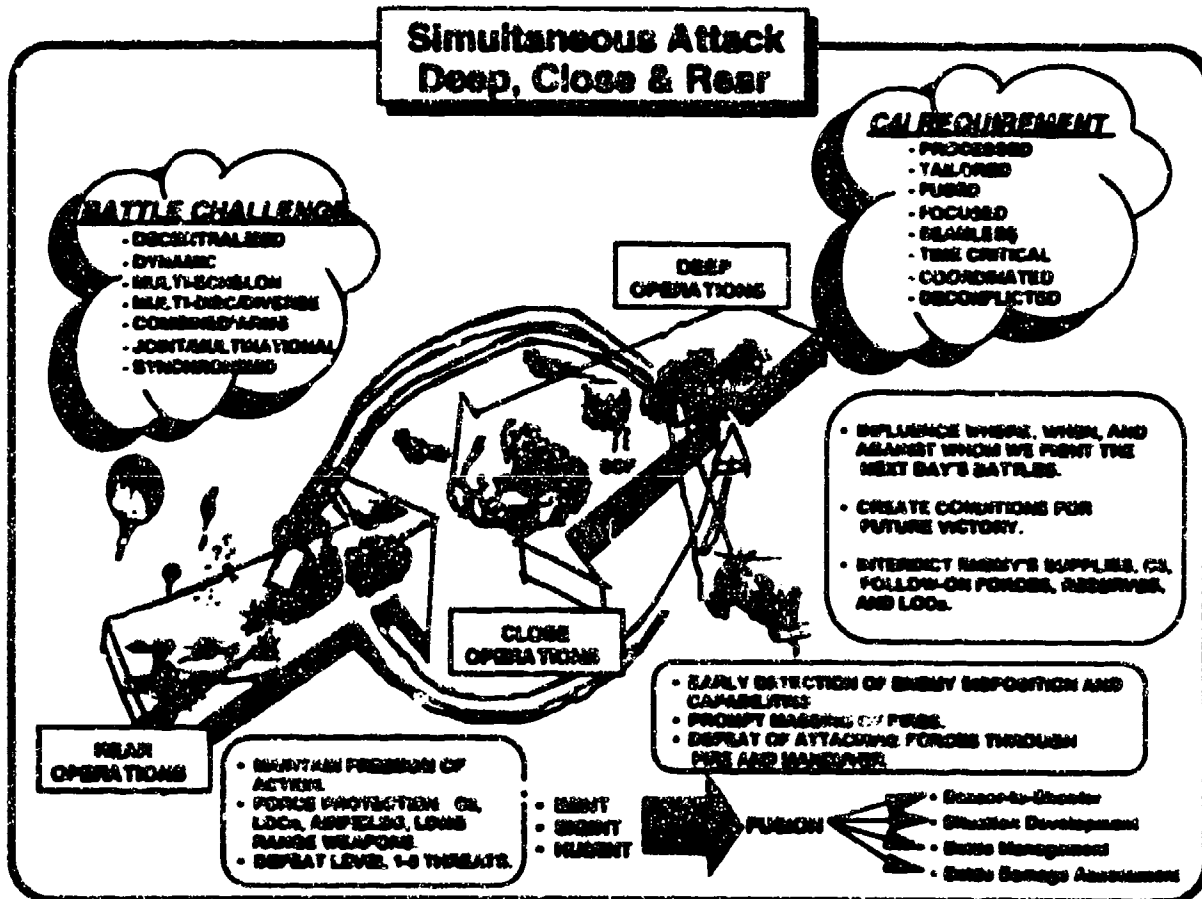 Simultaneous Attack
Deep, Close & Rear
BATTLE CHALLENGE
- DECENTRALIZED
- DYNAMIC
- MULTI-ECHELON
- MULTI-DISC/DIVERSE
- COMBINED ARMS
- JOINT/MULTINATIONAL
- SYNCHRONIZED
C4I REQUIREMENT
- PROCESSED
- TAILORED
- FUSED
- FOCUSED
- SEAMLESS
- TIME CRITICAL
- COORDINATED
- DECONFLICTED
DEEP
OPERATIONS
• INFLUENCE WHERE, WHEN, AND
AGAINST WHOM WE FIGHT THE
NEXT DAY'S BATTLES.
• CREATE CONDITIONS FOR
FUTURE VICTORY.
• INTERDICT ENEMY'S SUPPLIES, C3,
FOLLOW-ON FORCES, RESERVES,
AND LOCs.
CLOSE
OPERATIONS
• EARLY DETECTION OF ENEMY DISPOSITION AND
CAPABILITIES
• PROMPT MASSING OF FIRES.
• DEFEAT OF ATTACKING FORCES THROUGH
FIRE AND MANEUVER
REAR
OPERATIONS
• MAINTAIN FREEDOM OF
ACTION.
• FORCE PROTECTION
LOCs, AIRFIELDS, LONG
RANGE WEAPONS.
• DEFEAT LEVEL THREATS.
• SIGINT
• HUMINT
FUSION
• Sensor-to-Shooter
• Situation Development
• Battle Management
• Battle Damage Assessment